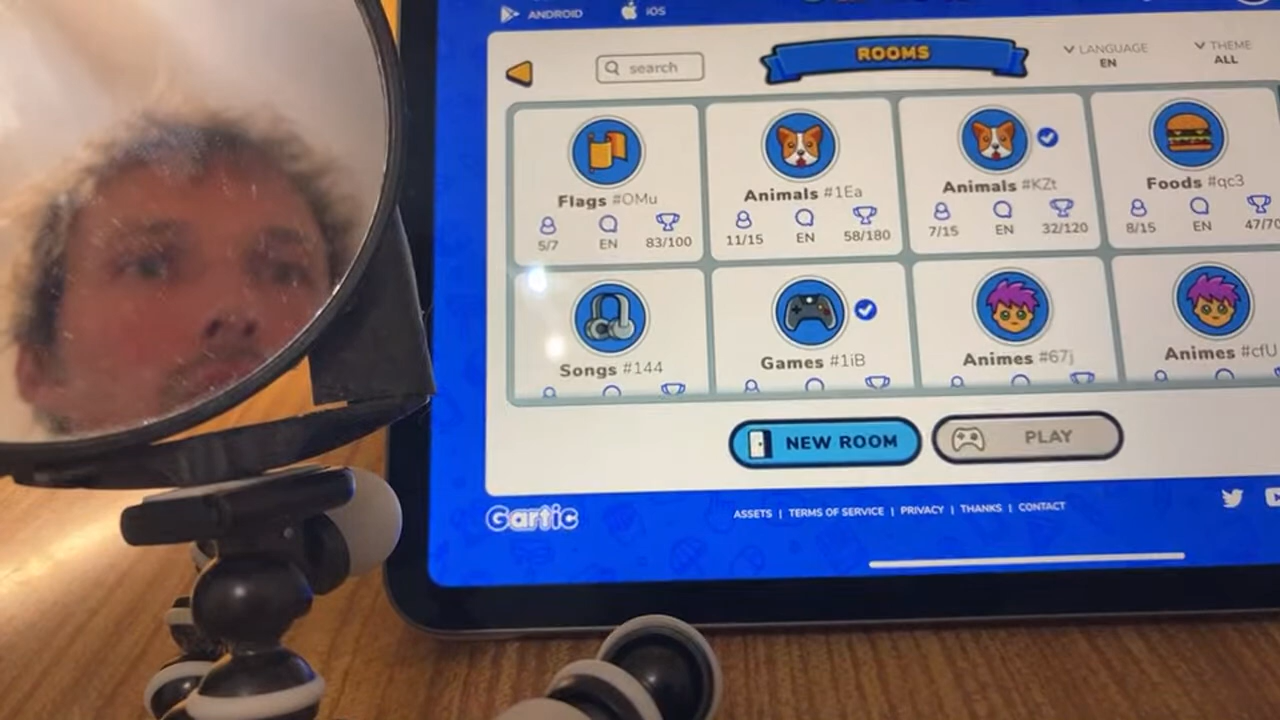 ANDROID iOS
ROOMS
search
LANGUAGE
EN
THEME
ALL
Flags #OMu
5/7 EN 83/100
Animals #1Ea
11/15 EN 58/180
Animals #KZt
7/15 EN 32/120
Foods #qc3
8/15 EN 47/70
Songs #144
Games #1iB
Animes #67j
Animes #cfU
NEW ROOM
PLAY
Gartic
ASSETS | TERMS OF SERVICE | PRIVACY | THANKS | CONTACT